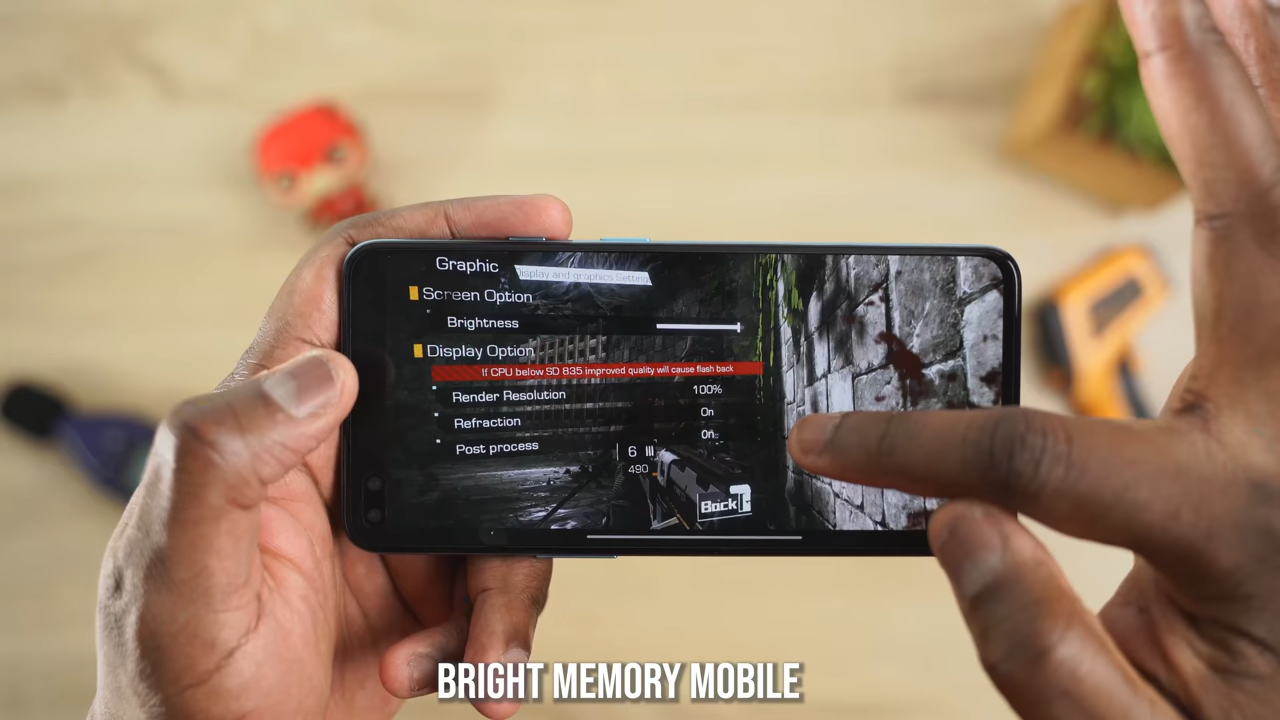 Graphic
Display and graphics Setting
Screen Option
Brightness
Display Option
If CPU below SD 835 improved quality will cause flash back
Render Resolution 100%
Refraction On
Post process On
6
490
Back
BRIGHT MEMORY MOBILE